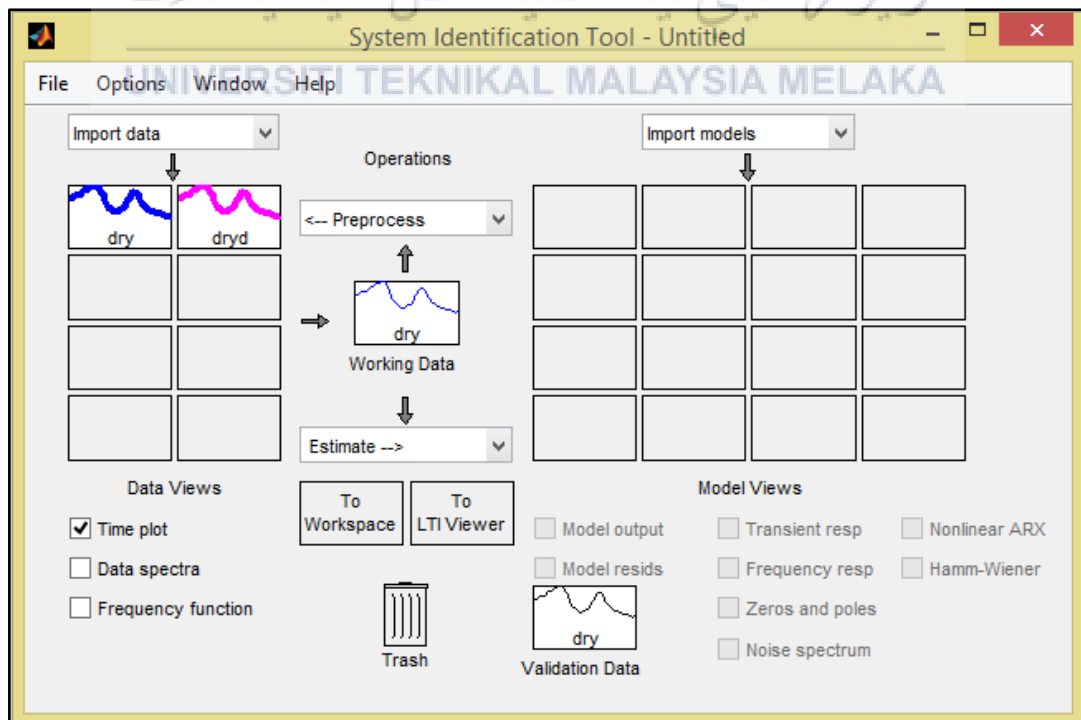 System Identification Tool - Untitled
UNIVERSITI TEKNIKAL MALAYSIA MELAKA
File Options Window Help
Import data
Import models
Operations
dry
dryd
<-- Preprocess
dry
Working Data
Estimate -->
Data Views
Model Views
To Workspace
To LTI Viewer
Time plot
Data spectra
Frequency function
Model output
Transient resp
Nonlinear ARX
Model resids
Frequency resp
Hamm-Wiener
Zeros and poles
Noise spectrum
Trash
dry
Validation Data